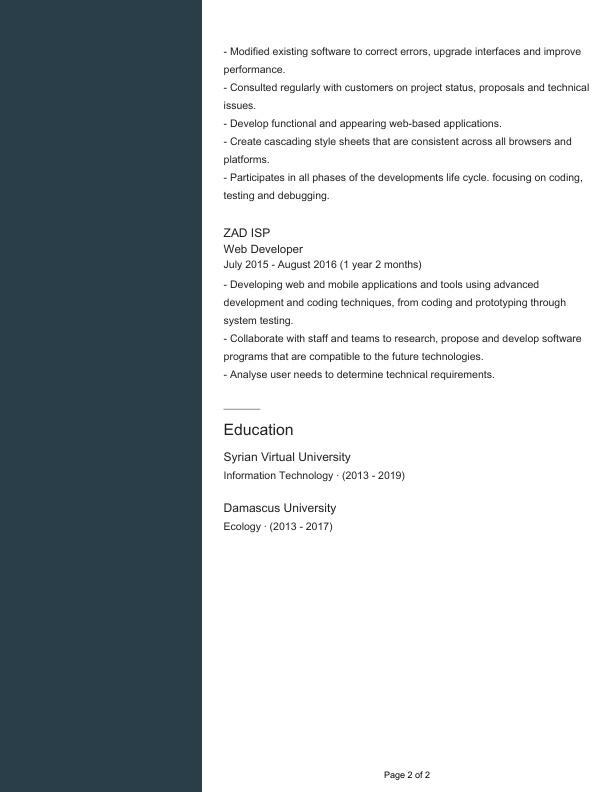 - Modified existing software to correct errors, upgrade interfaces and improve
performance.
- Consulted regularly with customers on project status, proposals and technical
issues.
- Develop functional and appearing web-based applications.
- Create cascading style sheets that are consistent across all browsers and
platforms.
- Participates in all phases of the developments life cycle. focusing on coding,
testing and debugging.
ZAD ISP
Web Developer
July 2015 - August 2016 (1 year 2 months)
- Developing web and mobile applications and tools using advanced
development and coding techniques, from coding and prototyping through
system testing.
- Collaborate with staff and teams to research, propose and develop software
programs that are compatible to the future technologies.
- Analyse user needs to determine technical requirements.
Education
Syrian Virtual University
Information Technology · (2013 - 2019)
Damascus University
Ecology · (2013 - 2017)
Page 2 of 2